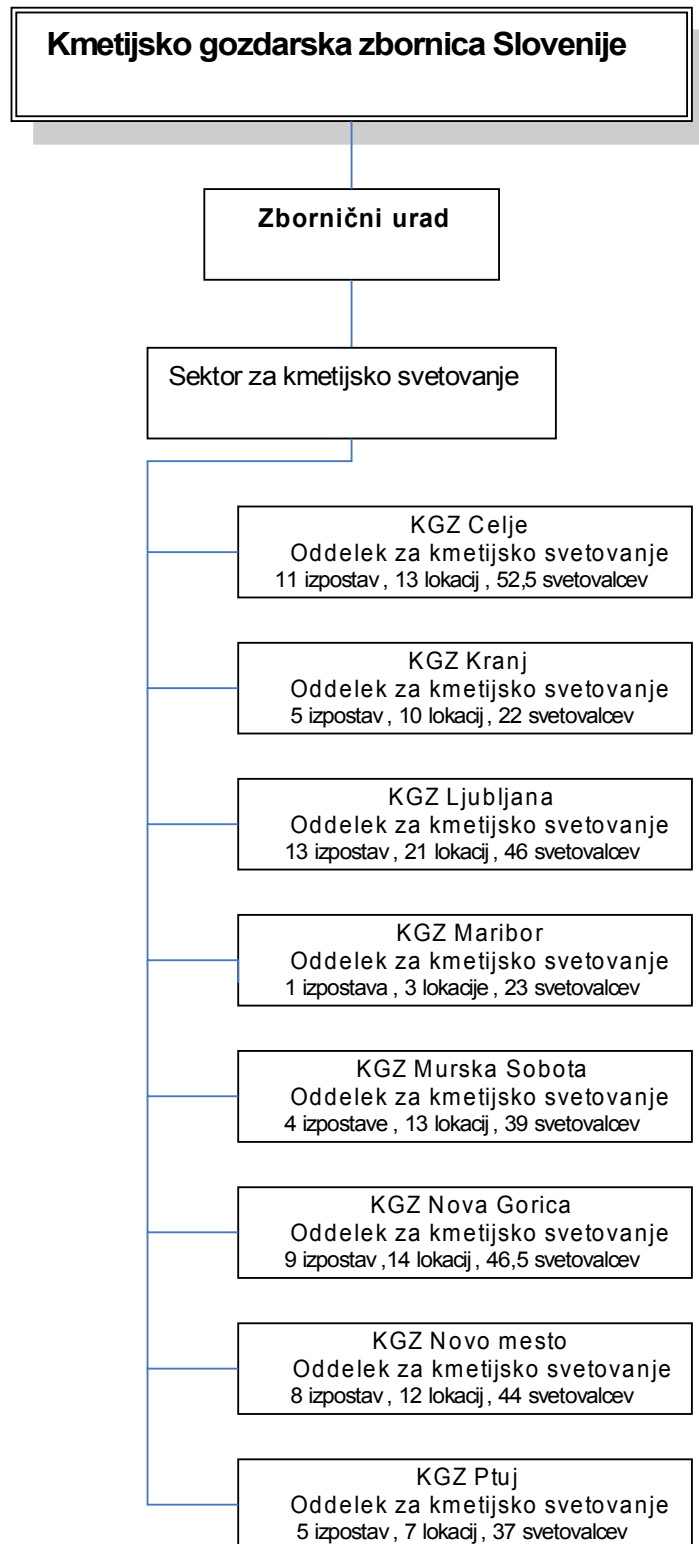 Kmetijsko gozdarska zbornica Slovenije
Zbornični urad
Sektor za kmetijsko svetovanje
KGZ Celje
Oddelek za kmetijsko svetovanje
11 izpostav , 13 lokacij , 52,5 svetovalcev
KGZ Kranj
Oddelek za kmetijsko svetovanje
5 izpostav , 10 lokacij , 22 svetovalcev
KGZ Ljubljana
Oddelek za kmetijsko svetovanje
13 izpostav , 21 lokacij , 46 svetovalcev
KGZ Maribor
Oddelek za kmetijsko svetovanje
1 izpostava , 3 lokacije , 23 svetovalcev
KGZ Murska Sobota
Oddelek za kmetijsko svetovanje
4 izpostave , 13 lokacij , 39 svetovalcev
KGZ Nova Gorica
Oddelek za kmetijsko svetovanje
9 izpostav ,14 lokacij , 46,5 svetovalcev
KGZ Novo mesto
Oddelek za kmetijsko svetovanje
8 izpostav , 12 lokacij , 44 svetovalcev
KGZ Ptuj
Oddelek za kmetijsko svetovanje
5 izpostav , 7 lokacij , 37 svetovalcev